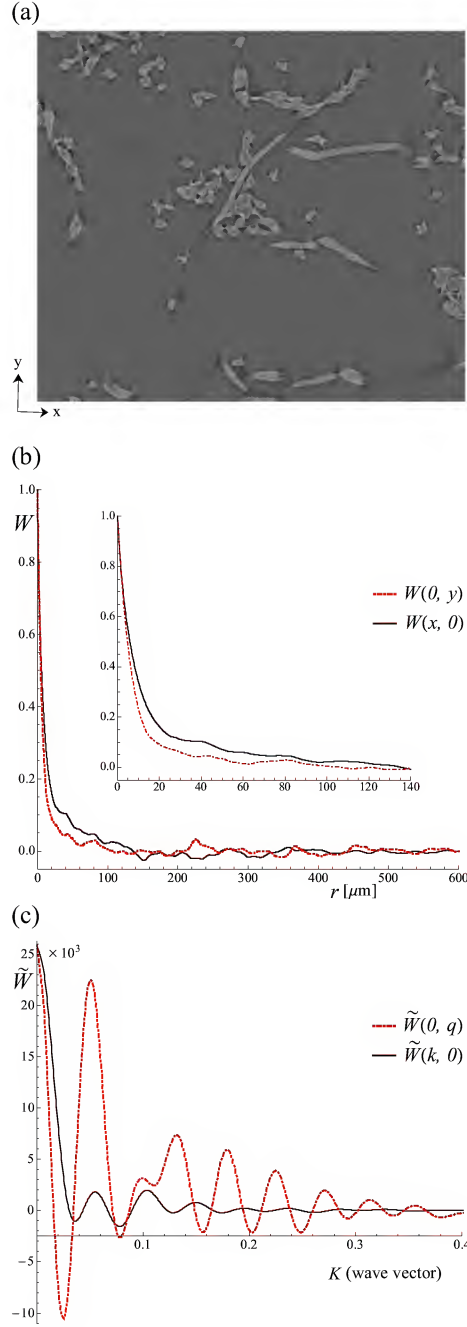 (a)
y
x
(b)
1.0
W
0.8
0.6
0.4
0.2
0.0
0 100 200 300 400 500 600
r [μm]
1.0
0.8
0.6
0.4
0.2
0.0
0 20 40 60 80 100 120 140
W(0, y)
W(x, 0)
(c)
25
× 10³
W̃
20
15
10
5
0
−5
−10
0.1 0.2 0.3 0.4
K (wave vector)
W̃(0, q)
W̃(k, 0)